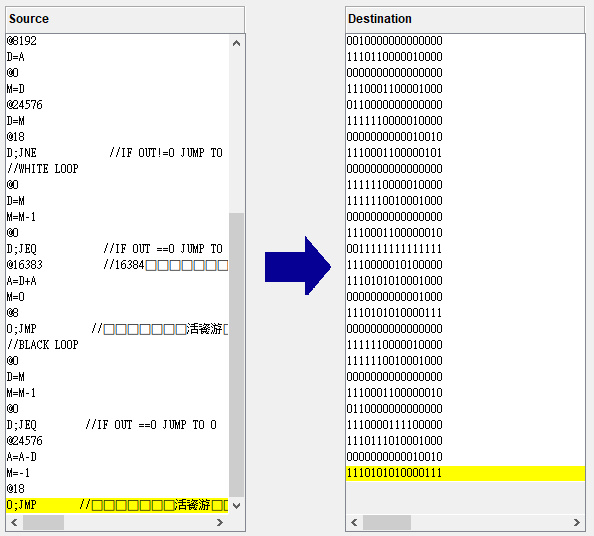 Source
@8192
D=A
@0
M=D
@24576
D=M
@18
D;JNE //IF OUT!=0 JUMP TO
//WHITE LOOP
@0
D=M
M=M-1
@0
D;JEQ //IF OUT ==0 JUMP TO
@16383 //16384□□□□□□□
A=D+A
M=0
@8
0;JMP //□□□□□□□活瓷游
//BLACK LOOP
@0
D=M
M=M-1
@0
D;JEQ //IF OUT ==0 JUMP TO 0
@24576
A=A-D
M=-1
@18
0;JMP //□□□□□□□活瓷游□
Destination
0010000000000000
1110110000010000
0000000000000000
1110001100001000
0110000000000000
1111110000010000
0000000000010010
1110001100000101
0000000000000000
1111110000010000
1111110010001000
0000000000000000
1110001100000010
0011111111111111
1110000010100000
1110101010001000
0000000000001000
1110101010000111
0000000000000000
1111110000010000
1111110010001000
0000000000000000
1110001100000010
0110000000000000
1110000111100000
1110111010001000
0000000000010010
1110101010000111